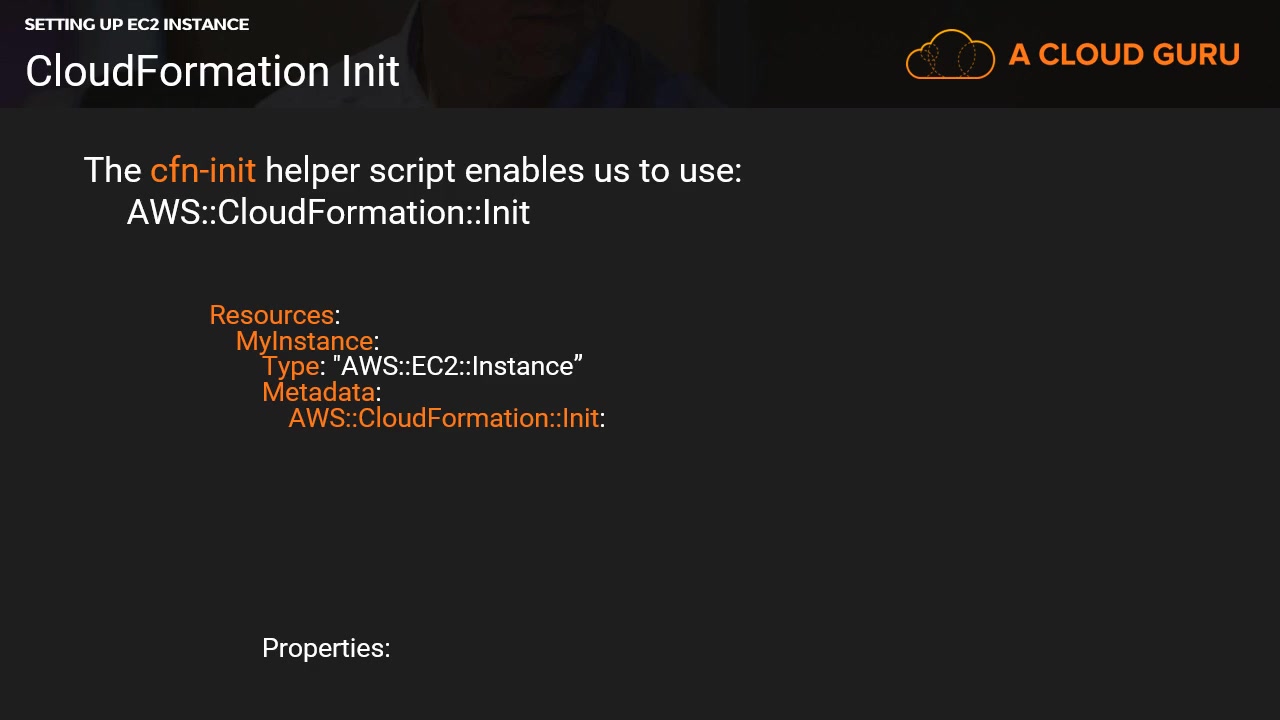 SETTING UP EC2 INSTANCE
CloudFormation Init
A CLOUD GURU
The cfn-init helper script enables us to use:
AWS::CloudFormation::Init
Resources:
MyInstance:
Type: "AWS::EC2::Instance”
Metadata:
AWS::CloudFormation::Init:
Properties: